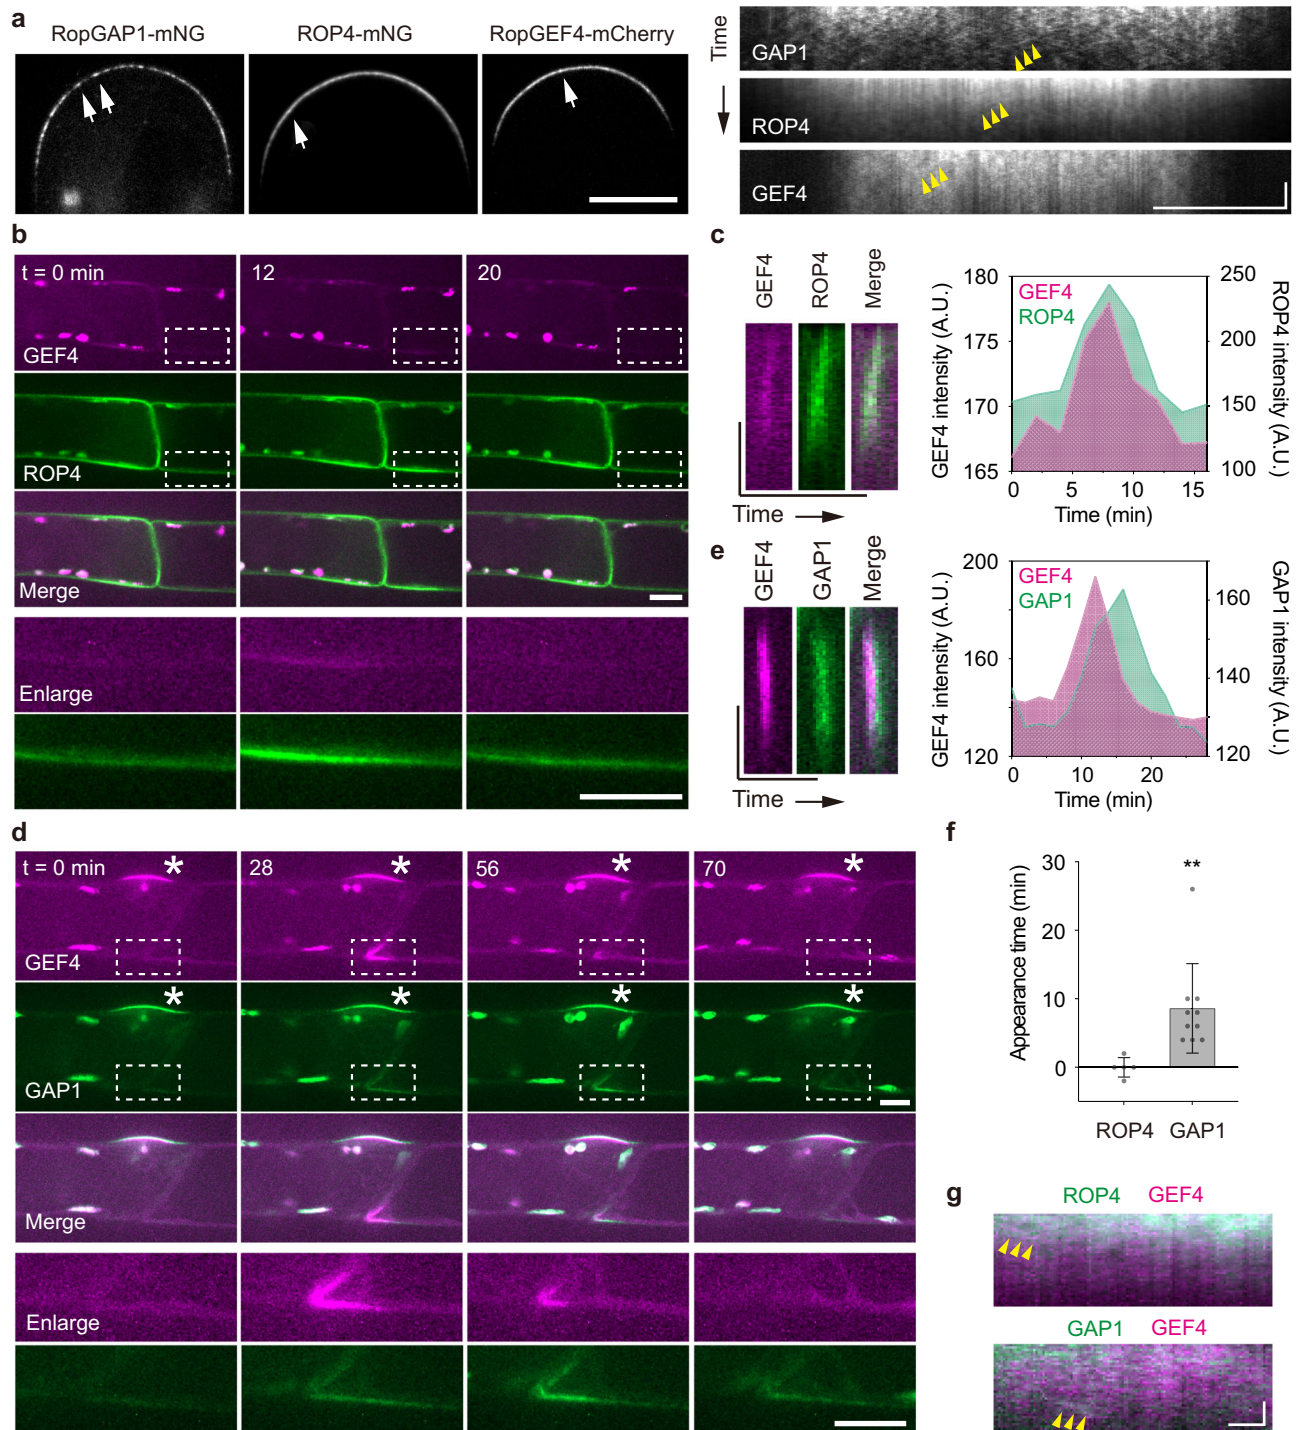 a
RopGAP1-mNG ROP4-mNG RopGEF4-mCherry
Time
GAP1
ROP4
GEF4
b
t = 0 min 12 20
GEF4
ROP4
Merge
Enlarge
c
GEF4 ROP4 Merge
Time
GEF4 intensity (A.U.)
180
175
170
165
GEF4
ROP4
250
200
150
100
ROP4 intensity (A.U.)
0 5 10 15
Time (min)
e
GEF4 GAP1 Merge
Time
GEF4 intensity (A.U.)
200
160
120
GEF4
GAP1
160
140
120
GAP1 intensity (A.U.)
0 10 20
Time (min)
d
t = 0 min * 28 * 56 * 70 *
GEF4
* * * *
GAP1
Merge
Enlarge
f
Appearance time (min)
30
20
10
0
**
ROP4 GAP1
g
ROP4 GEF4
GAP1 GEF4